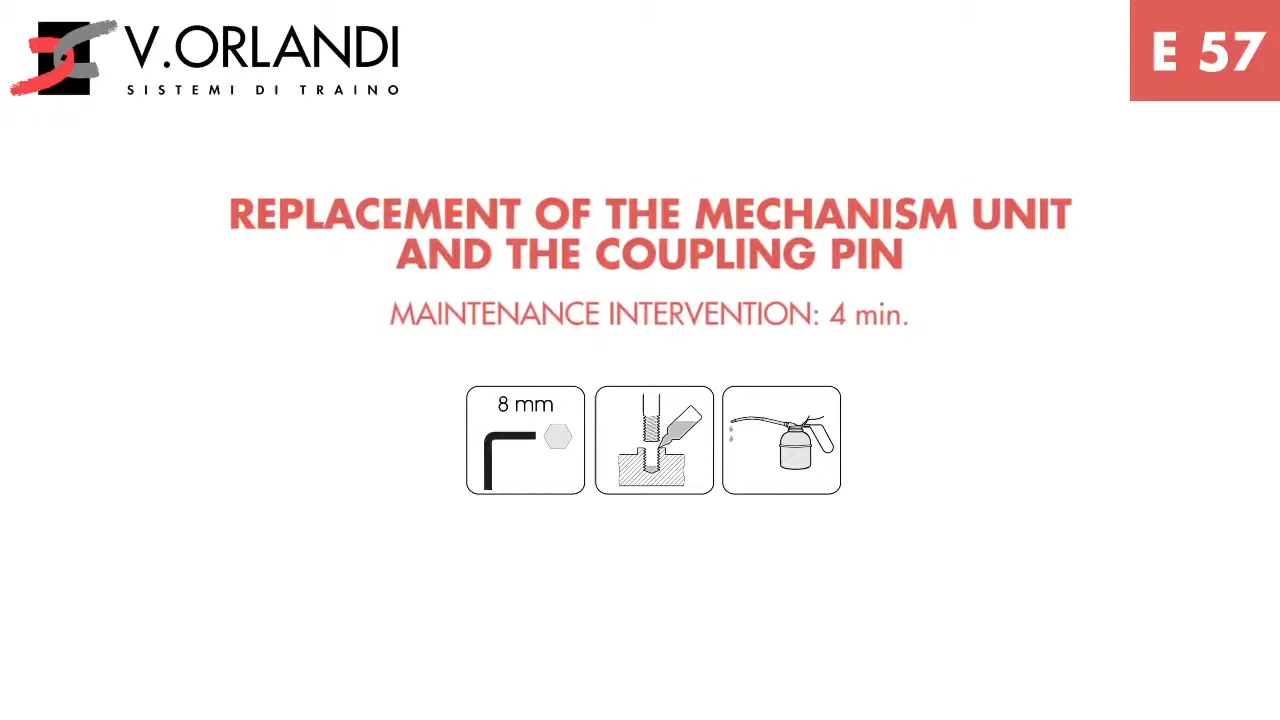 V.ORLANDI
SISTEMI DI TRAINO
E 57
REPLACEMENT OF THE MECHANISM UNIT
AND THE COUPLING PIN
MAINTENANCE INTERVENTION: 4 min.
8 mm